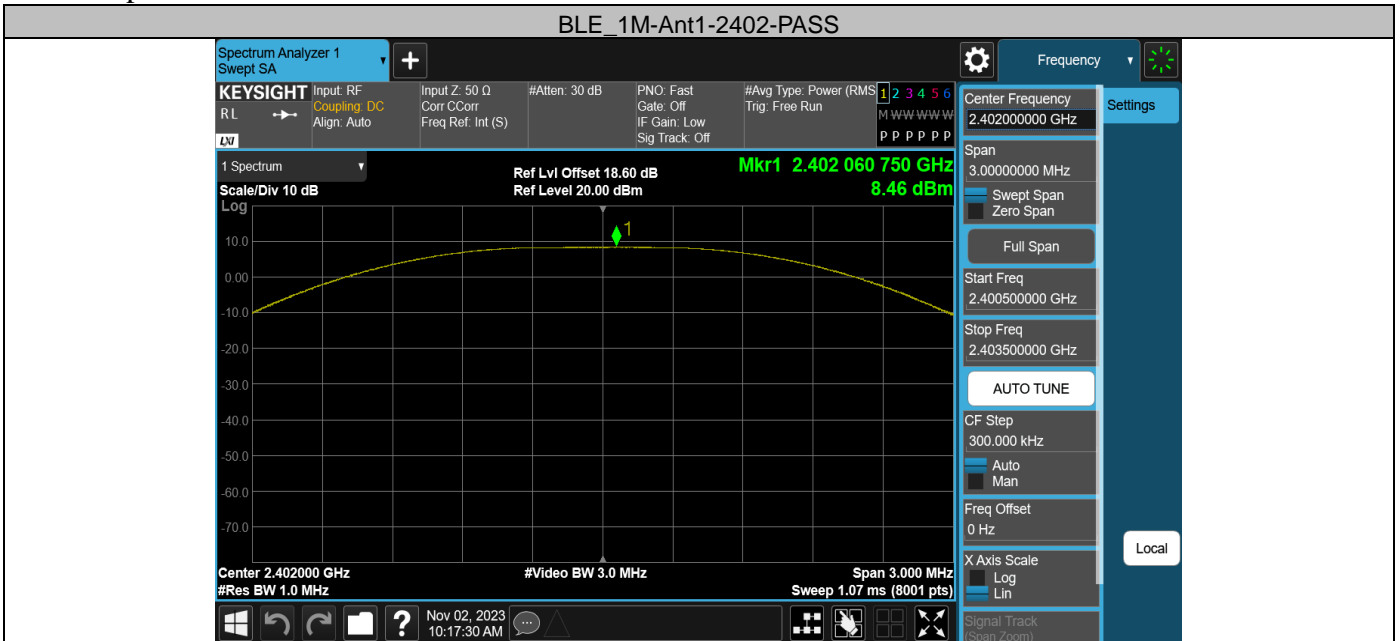 BLE_1M-Ant1-2402-PASS
Spectrum Analyzer 1
Swept SA
Frequency
KEYSIGHT
RL
LXI
Input: RF
Coupling: DC
Align: Auto
Input Z: 50 Ω
Corr CCorr
Freq Ref: Int (S)
#Atten: 30 dB
PNO: Fast
Gate: Off
IF Gain: Low
Sig Track: Off
#Avg Type: Power (RMS
Trig: Free Run
1 2 3 4 5 6
M W W W W W
P P P P P P
Center Frequency
2.402000000 GHz
Settings
Span
3.00000000 MHz
Swept Span
Zero Span
Full Span
Start Freq
2.400500000 GHz
Stop Freq
2.403500000 GHz
AUTO TUNE
CF Step
300.000 kHz
Auto
Man
Freq Offset
0 Hz
X Axis Scale
Log
Lin
Signal Track
(Span Zoom)
Local
1 Spectrum
Scale/Div 10 dB
Log
Ref Lvl Offset 18.60 dB
Ref Level 20.00 dBm
Mkr1 2.402 060 750 GHz
8.46 dBm
1
10.0
0.00
-10.0
-20.0
-30.0
-40.0
-50.0
-60.0
-70.0
Center 2.402000 GHz
#Res BW 1.0 MHz
#Video BW 3.0 MHz
Span 3.000 MHz
Sweep 1.07 ms (8001 pts)
?
Nov 02, 2023
10:17:30 AM